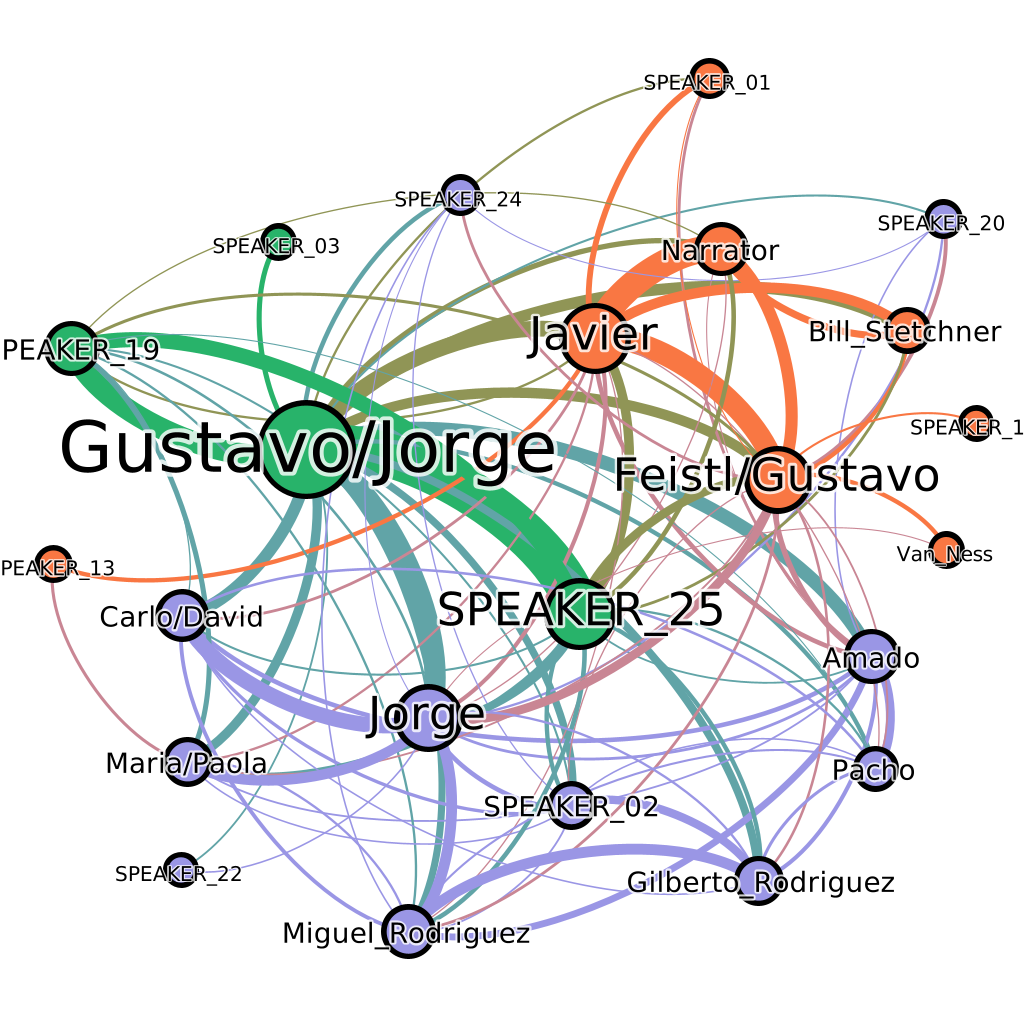 SPEAKER_01
SPEAKER_24
SPEAKER_20
SPEAKER_03
Narrator
Javier
Bill_Stetchner
PEAKER_19
SPEAKER_1
Gustavo/Jorge
Feistl/Gustavo
Van_Ness
PEAKER_13
SPEAKER_25
Carlo/David
Amado
Jorge
Maria/Paola
Pacho
SPEAKER_02
SPEAKER_22
Gilberto_Rodriguez
Miguel_Rodriguez